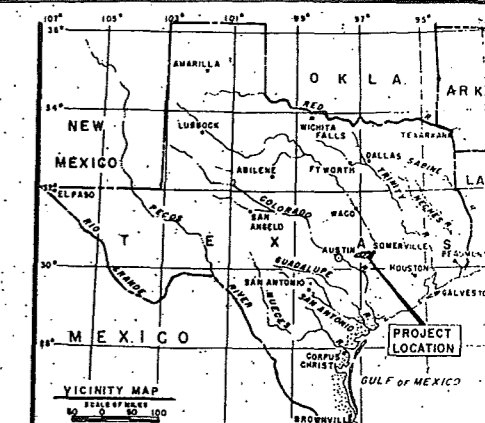 107° 105° 103° 101° 99° 97° 95°
36°
AMARILLA
O K L A.
ARK
34°
RED
NEW
MEXICO
LUBBOCK
WICHITA
FALLS
TEXARKANA
DALLAS
SABINE
LA
ABILENE
FT WORTH
TRINITY
NECHES R.
32°
EL PASO
COLORADO
PECOS
SAN
ANGELO
WACO
RIO
GRANDE
T E X A S
AUSTIN
SOMERVILLE
GUADALUPE
HOUSTON
30°
SAN ANTONIO
GALVESTO
RIVER
NUECES
SAN ANTONIO
R.
PROJECT
LOCATION
MEXICO
28°
CORPUS
CHRISTI
GULF OF MEXICO
VICINITY MAP
SCALE OF MILES
50 0 50 100
BROWNVILLE